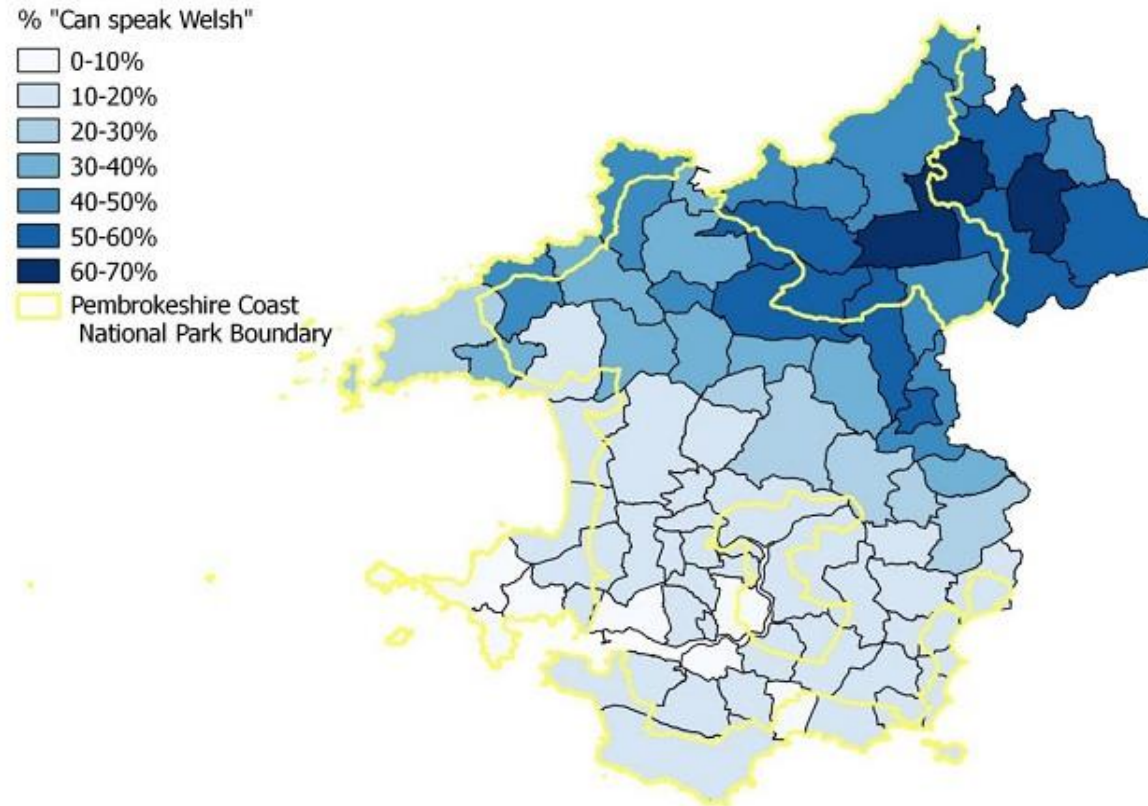 % "Can speak Welsh"
0-10%
10-20%
20-30%
30-40%
40-50%
50-60%
60-70%
Pembrokeshire Coast
National Park Boundary